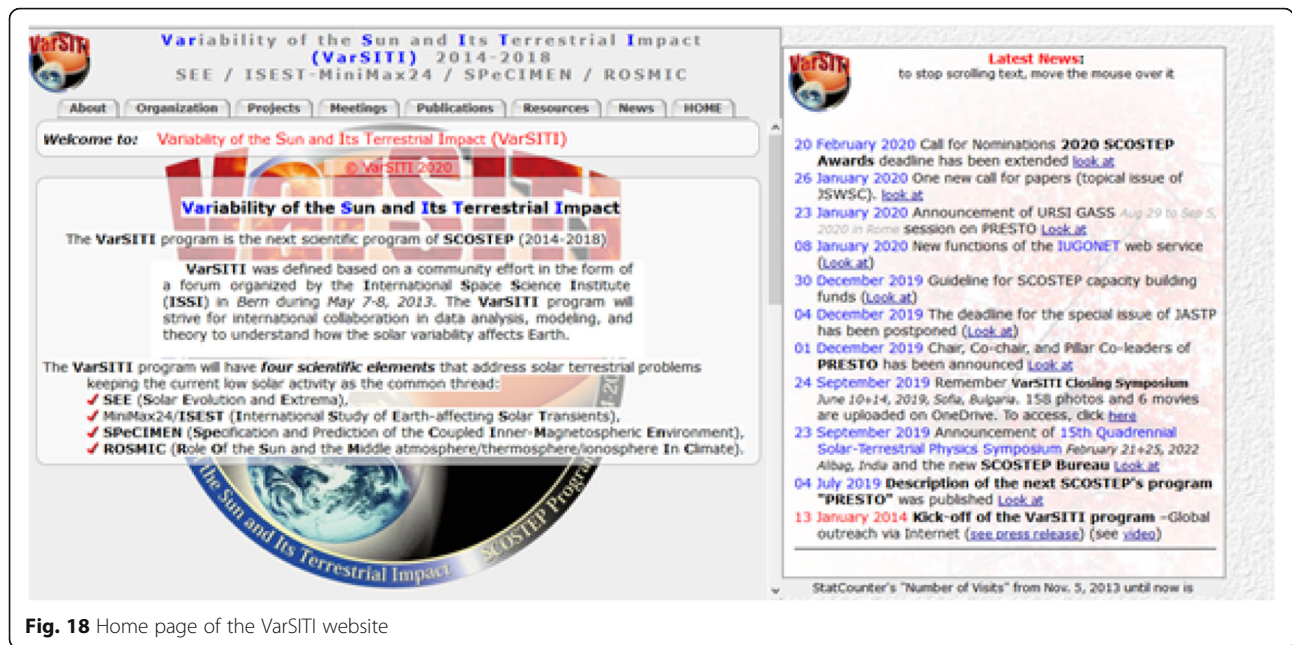 VarSITI
Variability of the Sun and Its Terrestrial Impact
(VarSITI) 2014-2018
SEE / ISEST-MiniMax24 / SPeCIMEN / ROSMIC
About Organization Projects Meetings Publications Resources News HOME
Welcome to: Variability of the Sun and Its Terrestrial Impact (VarSITI)
VarSITI
© VarSITI 2020
Variability of the Sun and Its Terrestrial Impact
The VarSITI program is the next scientific program of SCOSTEP (2014-2018)
VarSITI was defined based on a community effort in the form of
a forum organized by the International Space Science Institute
(ISSI) in Bern during May 7-8, 2013. The VarSITI program will
strive for international collaboration in data analysis, modeling, and
theory to understand how the solar variability affects Earth.
The VarSITI program will have four scientific elements that address solar terrestrial problems
keeping the current low solar activity as the common thread:
SEE (Solar Evolution and Extrema),
MiniMax24/ISEST (International Study of Earth-affecting Solar Transients),
SPeCIMEN (Specification and Prediction of the Coupled Inner-Magnetospheric Environment),
ROSMIC (Role Of the Sun and the Middle atmosphere/thermosphere/ionosphere In Climate).
the Sun and Its Terrestrial Impact
SCOSTEP Program
VarSITI
Latest News:
to stop scrolling text, move the mouse over it
20 February 2020 Call for Nominations 2020 SCOSTEP
Awards deadline has been extended look at
26 January 2020 One new call for papers (topical issue of
JSWSC). look at
23 January 2020 Announcement of URSI GASS Aug 29 to Sep 5,
2020 in Rome session on PRESTO Look at
08 January 2020 New functions of the IUGONET web service
(Look at)
30 December 2019 Guideline for SCOSTEP capacity building
funds (Look at)
04 December 2019 The deadline for the special issue of JASTP
has been postponed (Look at)
01 December 2019 Chair, Co-chair, and Pillar Co-leaders of
PRESTO has been announced Look at
24 September 2019 Remember VarSITI Closing Symposium
June 10÷14, 2019, Sofia, Bulgaria. 158 photos and 6 movies
are uploaded on OneDrive. To access, click here
23 September 2019 Announcement of 15th Quadrennial
Solar-Terrestrial Physics Symposium February 21÷25, 2022
Alibag, India and the new SCOSTEP Bureau Look at
04 July 2019 Description of the next SCOSTEP's program
"PRESTO" was published Look at
13 January 2014 Kick-off of the VarSITI program –Global
outreach via Internet (see press release) (see video)
StatCounter's "Number of Visits" from Nov. 5, 2013 until now is
Fig. 18 Home page of the VarSITI website